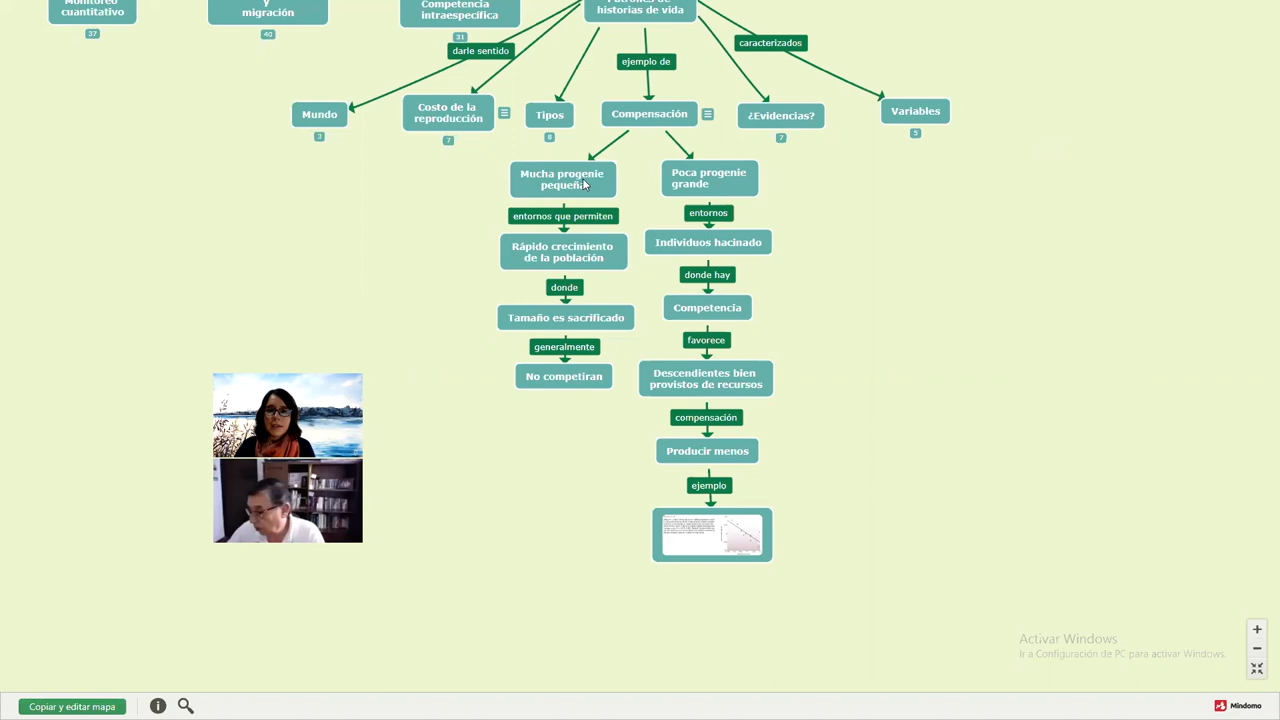 Monitoreo
cuantitativo
37
y
migración
40
Competencia
intraespecífica
31
Patrones de
historias de vida
darle sentido
ejemplo de
caracterizados
Mundo
3
Costo de la
reproducción
7
Tipos
8
Compensación
¿Evidencias?
7
Variables
5
Mucha progenie
pequeña
Poca progenie
grande
entornos que permiten
entornos
Rápido crecimiento
de la población
Individuos hacinado
donde
donde hay
Tamaño es sacrificado
Competencia
generalmente
favorece
No competiran
Descendientes bien
provistos de recursos
compensación
Producir menos
ejemplo
Activar Windows
Ir a Configuración de PC para activar Windows.
Copiar y editar mapa
Mindomo